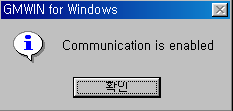 GMWIN for Windows
Communication is enabled
확인